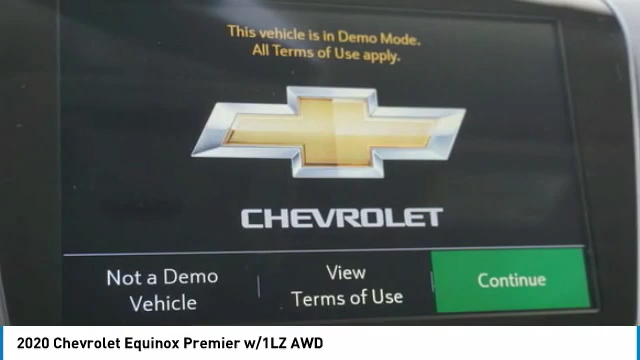 This vehicle is in Demo Mode.
All Terms of Use apply.
CHEVROLET
Not a Demo
Vehicle
View
Terms of Use
Continue
2020 Chevrolet Equinox Premier w/1LZ AWD